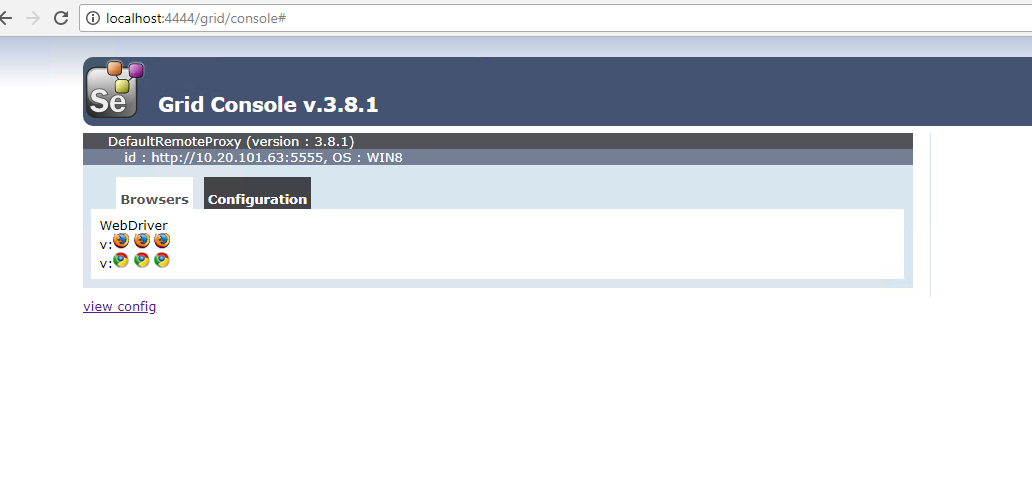 localhost:4444/grid/console#
Se
Grid Console v.3.8.1
DefaultRemoteProxy (version : 3.8.1)
id : http://10.20.101.63:5555, OS : WIN8
Browsers Configuration
WebDriver
v:
v:
view config